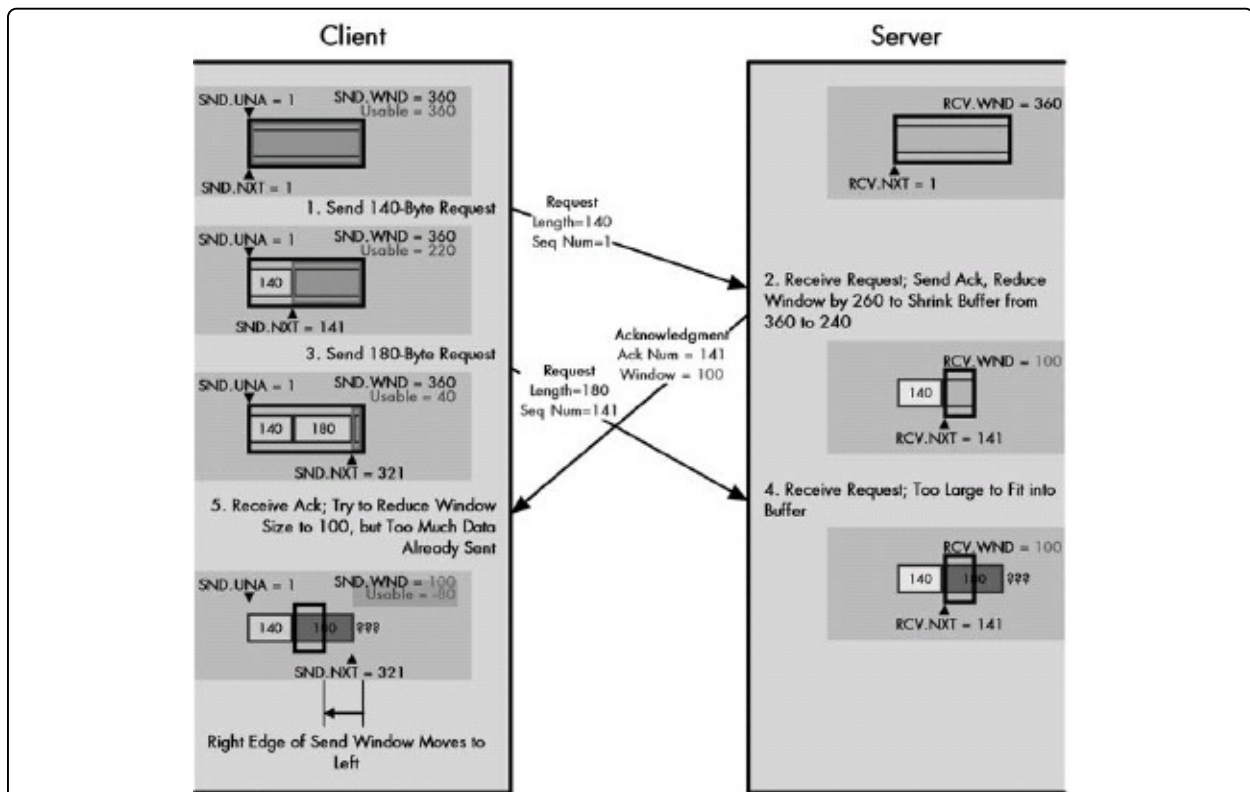 Client
Server
SND.UNA = 1
SND.WND = 360
Usable = 360
SND.NXT = 1
RCV.WND = 360
RCV.NXT = 1
1. Send 140-Byte Request
Request
Length=140
Seq Num=1
SND.UNA = 1
SND.WND = 360
Usable = 220
140
SND.NXT = 141
2. Receive Request; Send Ack, Reduce
Window by 260 to Shrink Buffer from
360 to 240
Acknowledgment
Ack Num = 141
Window = 100
3. Send 180-Byte Request
Request
Length=180
Seq Num=141
RCV.WND = 100
140
RCV.NXT = 141
SND.UNA = 1
SND.WND = 360
Usable = 40
140
180
SND.NXT = 321
4. Receive Request; Too Large to Fit into
Buffer
5. Receive Ack; Try to Reduce Window
Size to 100, but Too Much Data
Already Sent
RCV.WND = 100
140
180
???
RCV.NXT = 141
SND.UNA = 1
SND.WND = 100
Usable = -80
140
180
???
SND.NXT = 321
Right Edge of Send Window Moves to
Left